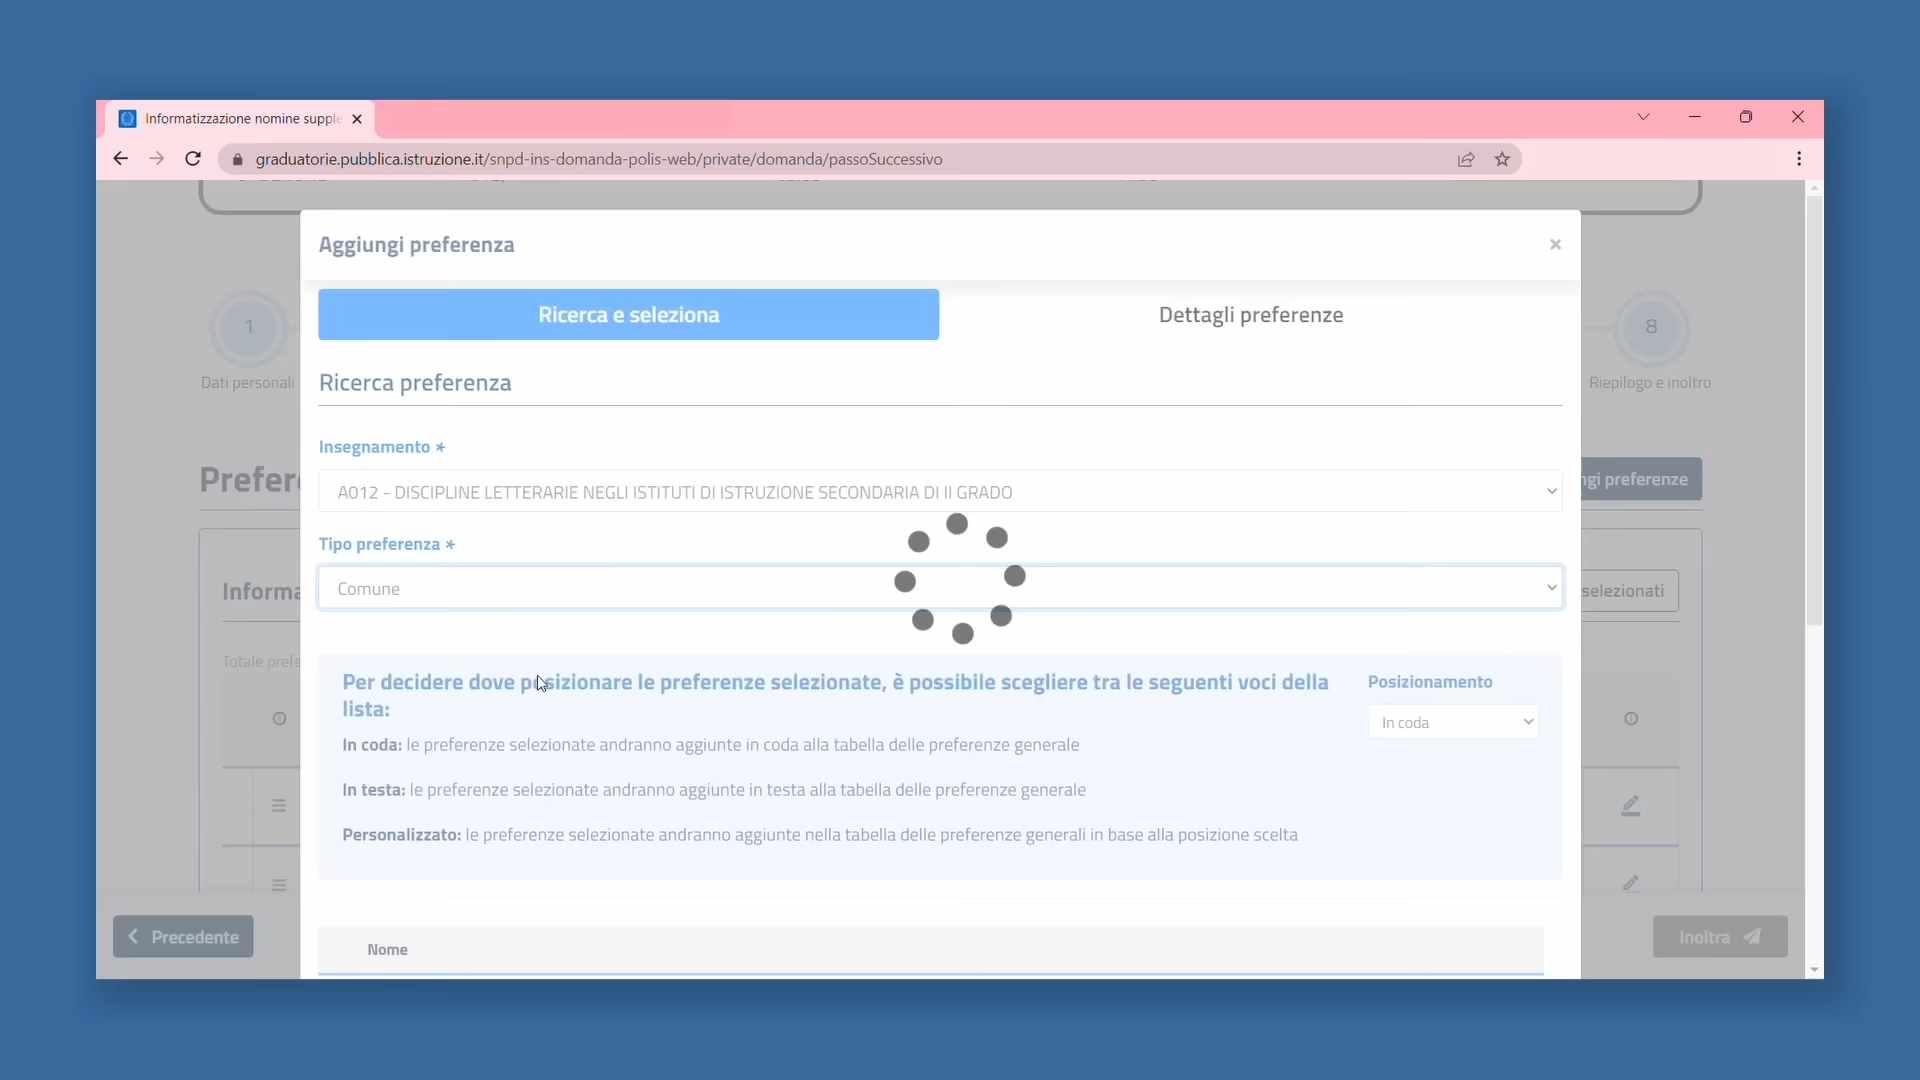 Informatizzazione nomine supple
graduatorie.pubblica.istruzione.it/snpd-ins-domanda-polis-web/private/domanda/passoSuccessivo
Aggiungi preferenza
Ricerca e seleziona
Dettagli preferenze
1
8
Dati personali
Riepilogo e inoltro
Ricerca preferenza
Insegnamento *
Prefer
ngi preferenze
A012 - DISCIPLINE LETTERARIE NEGLI ISTITUTI DI ISTRUZIONE SECONDARIA DI II GRADO
Tipo preferenza *
Informa
Comune
selezionati
Totale prefe
Per decidere dove posizionare le preferenze selezionate, è possibile scegliere tra le seguenti voci della
lista:
Posizionamento
In coda
In coda: le preferenze selezionate andranno aggiunte in coda alla tabella delle preferenze generale
In testa: le preferenze selezionate andranno aggiunte in testa alla tabella delle preferenze generale
Personalizzato: le preferenze selezionate andranno aggiunte nella tabella delle preferenze generali in base alla posizione scelta
Precedente
Inoltra
Nome